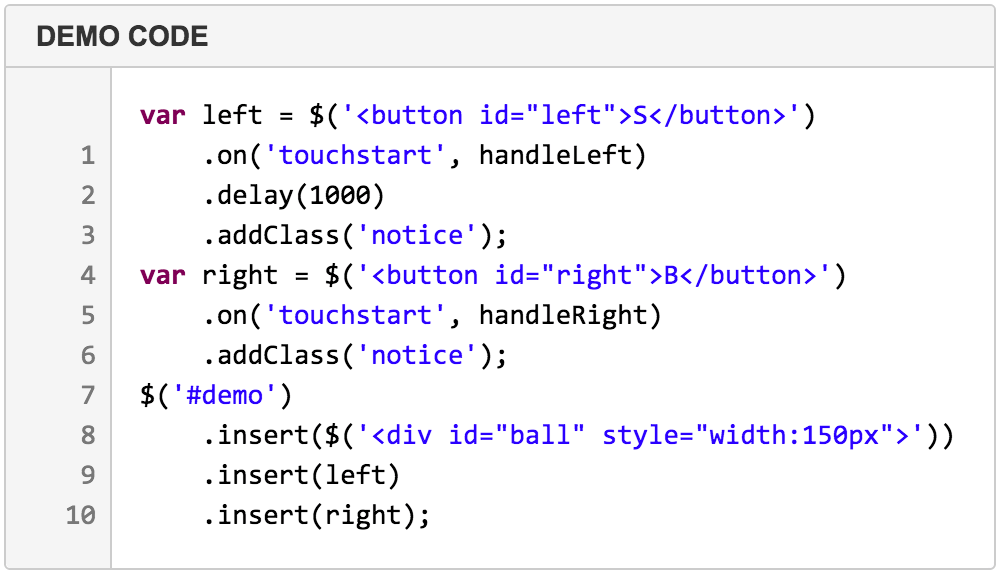 DEMO CODE
var left = $('<button id="left">S</button>')
1     .on('touchstart', handleLeft)
2     .delay(1000)
3     .addClass('notice');
4 var right = $('<button id="right">B</button>')
5     .on('touchstart', handleRight)
6     .addClass('notice');
7 $('#demo')
8     .insert($('<div id="ball" style="width:150px">'))
9     .insert(left)
10     .insert(right);